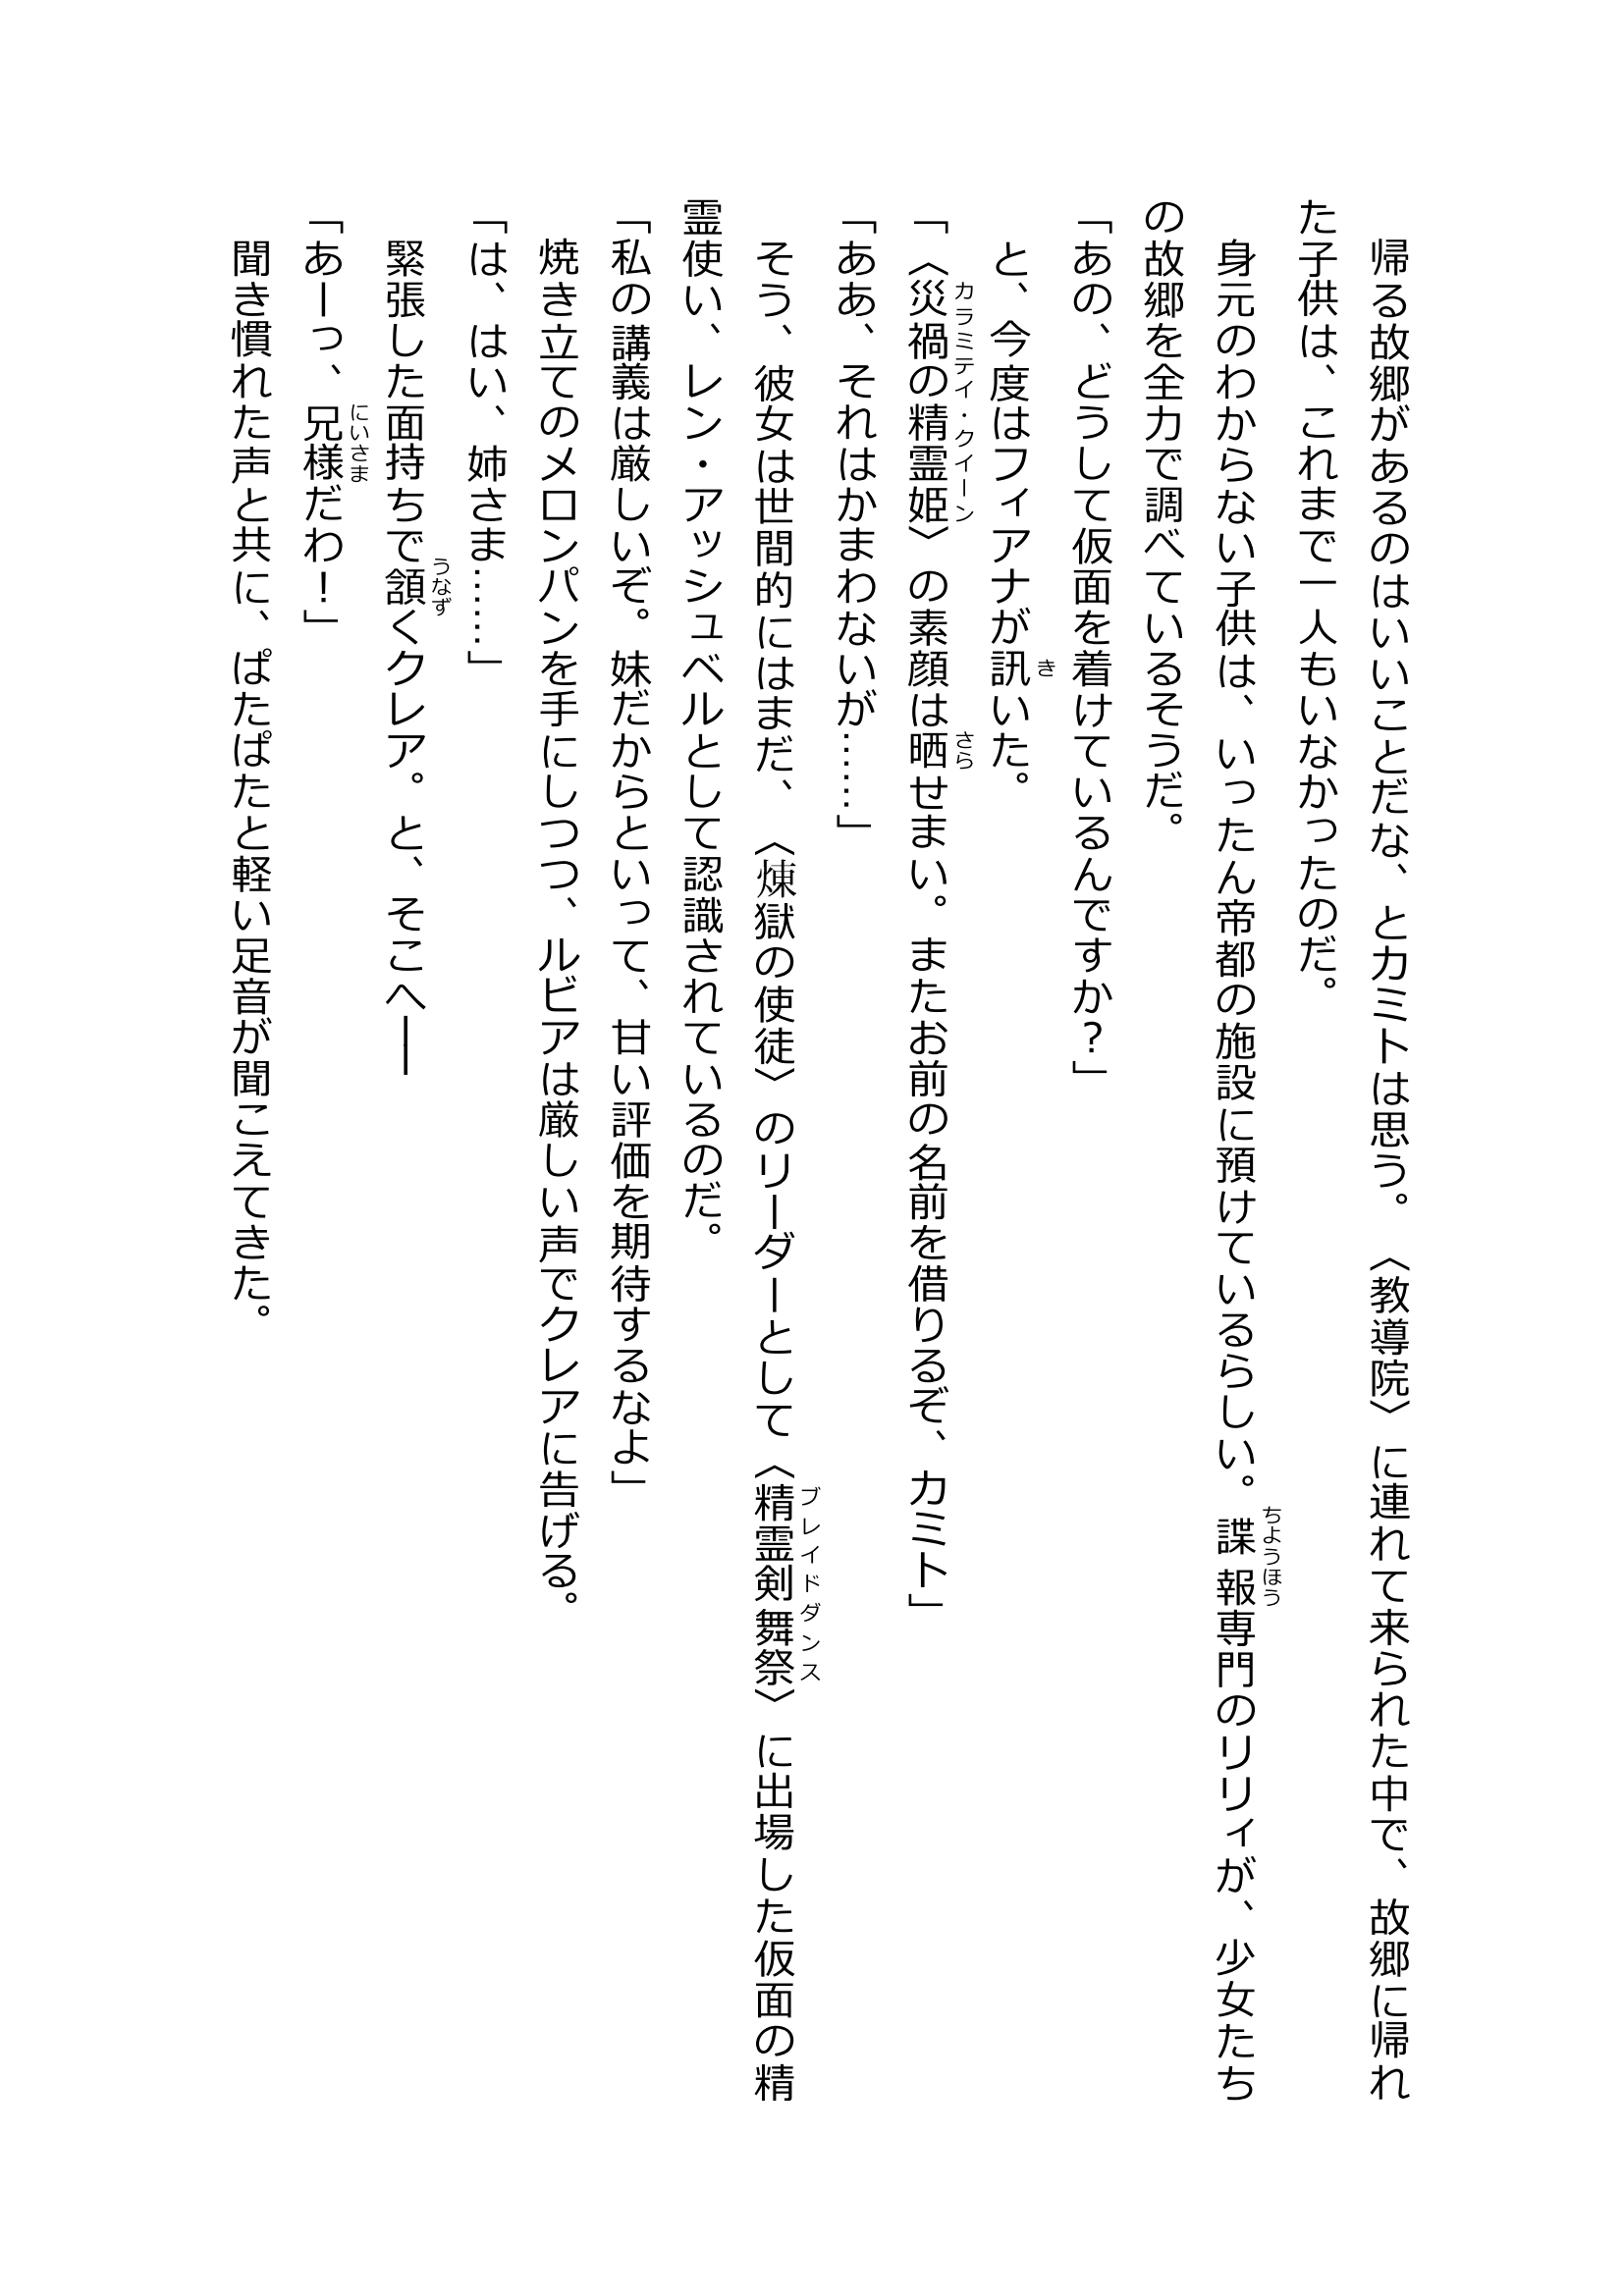 帰る故郷があるのはいいことだな、とカミトは思う。〈教導院〉に連れて来られた中で、故郷に帰れ
た子供は、これまで一人もいなかったのだ。
身元のわからない子供は、いったん帝都の施設に預けているらしい。諜報専門のリリィが、少女たち
の故郷を全力で調べているそうだ。
「あの、どうして仮面を着けているんですか？」
と、今度はフィアナが訊いた。
「〈災禍の精霊姫〉の素顔は晒せまい。またお前の名前を借りるぞ、カミト」
「ああ、それはかまわないが……」
そう、彼女は世間的にはまだ、〈煉獄の使徒〉のリーダーとして〈精霊剣舞祭〉に出場した仮面の精
霊使い、レン・アッシュベルとして認識されているのだ。
「私の講義は厳しいぞ。妹だからといって、甘い評価を期待するなよ」
焼き立てのメロンパンを手にしつつ、ルビアは厳しい声でクレアに告げる。
「は、はい、姉さま……」
緊張した面持ちで頷くクレア。と、そこへ──
「あーっ、兄様だわ！」
聞き慣れた声と共に、ぱたぱたと軽い足音が聞こえてきた。